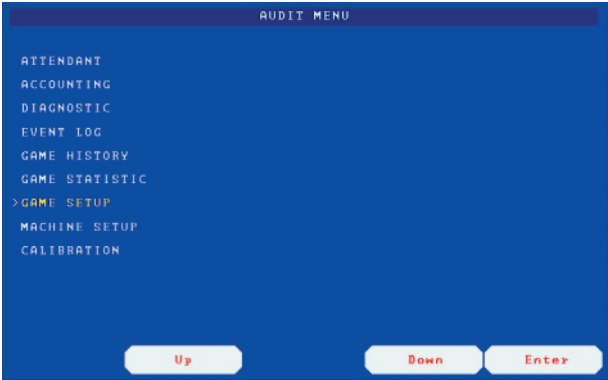 AUDIT MENU
ATTENDANT
ACCOUNTING
DIAGNOSTIC
EVENT LOG
GAME HISTORY
GAME STATISTIC
>GAME SETUP
MACHINE SETUP
CALIBRATION
Up Down Enter